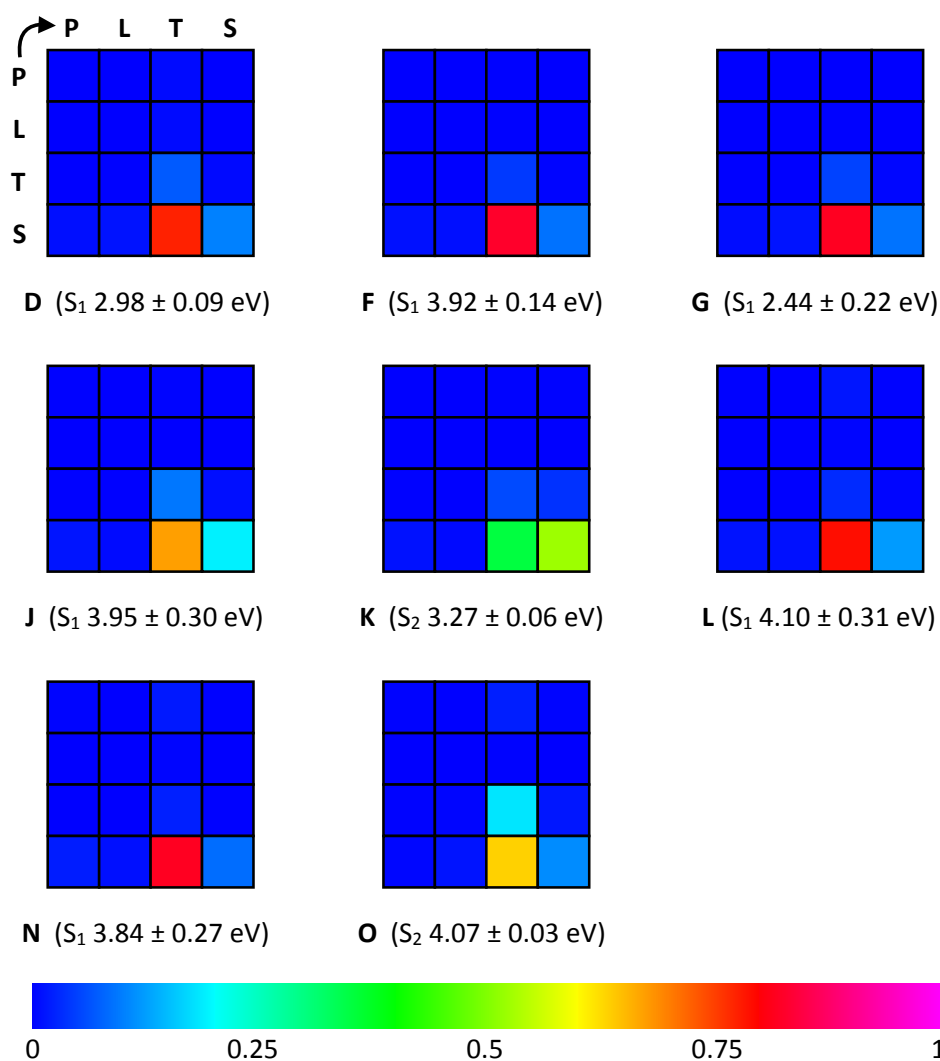 P L T S
P
L
T
S
D (S₁ 2.98 ± 0.09 eV) F (S₁ 3.92 ± 0.14 eV) G (S₁ 2.44 ± 0.22 eV)
J (S₁ 3.95 ± 0.30 eV) K (S₂ 3.27 ± 0.06 eV) L (S₁ 4.10 ± 0.31 eV)
N (S₁ 3.84 ± 0.27 eV) O (S₂ 4.07 ± 0.03 eV)
0 0.25 0.5 0.75 1